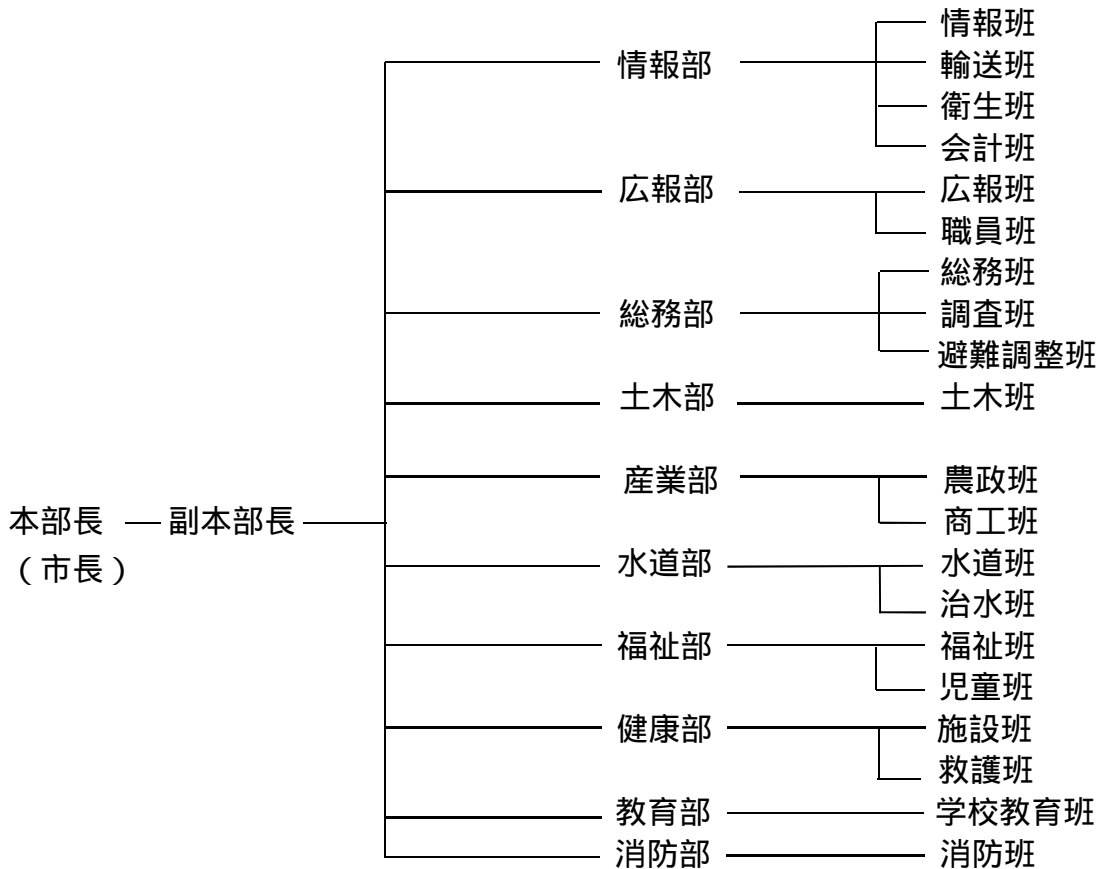 情報班
情報部 輸送班
衛生班
会計班
広報部 広報班
職員班
総務班
総務部 調査班
避難調整班
土木部 土木班
産業部 農政班
本部長 副本部長 商工班
（市長）
水道部 水道班
治水班
福祉部 福祉班
児童班
健康部 施設班
救護班
教育部 学校教育班
消防部 消防班